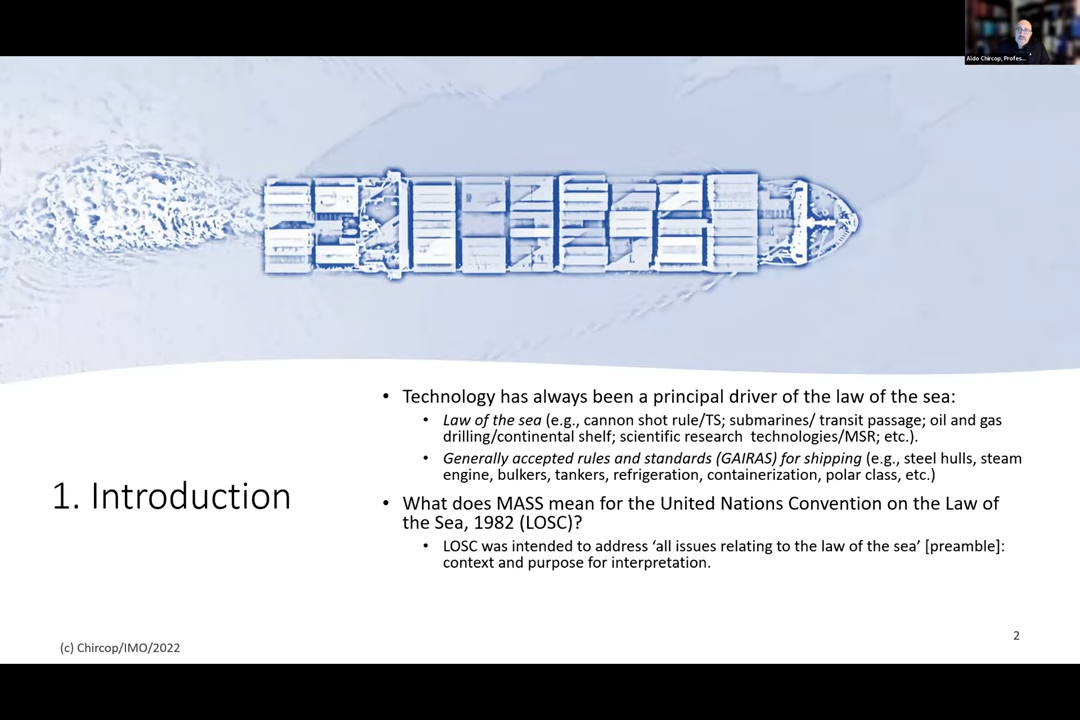 Aldo Chircop, Profes...
• Technology has always been a principal driver of the law of the sea:
• Law of the sea (e.g., cannon shot rule/TS; submarines/ transit passage; oil and gas
drilling/continental shelf; scientific research technologies/MSR; etc.).
• Generally accepted rules and standards (GAIRAS) for shipping (e.g., steel hulls, steam
engine, bulkers, tankers, refrigeration, containerization, polar class, etc.)
1. Introduction
• What does MASS mean for the United Nations Convention on the Law of
the Sea, 1982 (LOSC)?
• LOSC was intended to address ‘all issues relating to the law of the sea’ [preamble]:
context and purpose for interpretation.
(c) Chircop/IMO/2022
2